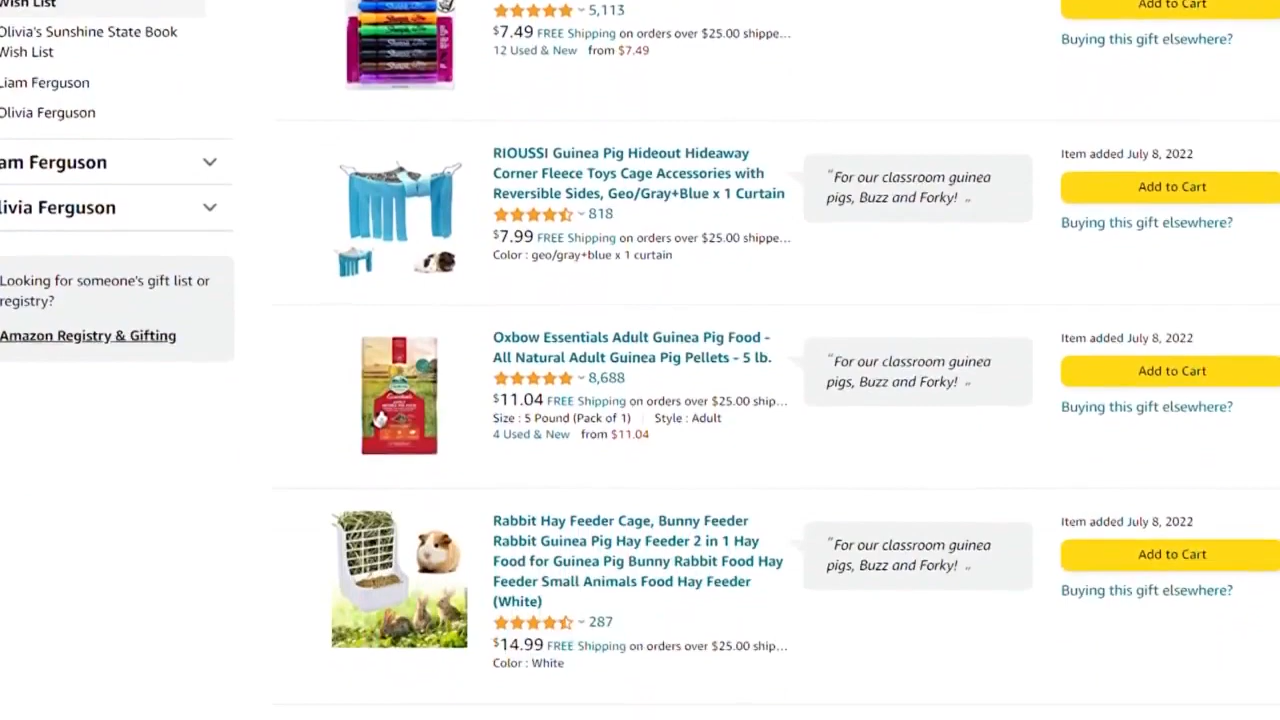 Wish List
Olivia's Sunshine State Book
Wish List
Liam Ferguson
Olivia Ferguson
am Ferguson
livia Ferguson
Looking for someone's gift list or
registry?
Amazon Registry & Gifting
5,113
$7.49 FREE Shipping on orders over $25.00 shippe...
12 Used & New from $7.49
Add to Cart
Buying this gift elsewhere?
RIOUSSI Guinea Pig Hideout Hideaway
Corner Fleece Toys Cage Accessories with
Reversible Sides, Geo/Gray+Blue x 1 Curtain
818
$7.99 FREE Shipping on orders over $25.00 shippe...
Color : geo/gray+blue x 1 curtain
"For our classroom guinea
pigs, Buzz and Forky! "
Item added July 8, 2022
Add to Cart
Buying this gift elsewhere?
Oxbow Essentials Adult Guinea Pig Food -
All Natural Adult Guinea Pig Pellets - 5 lb.
8,688
$11.04 FREE Shipping on orders over $25.00 ship...
Size : 5 Pound (Pack of 1) Style : Adult
4 Used & New from $11.04
"For our classroom guinea
pigs, Buzz and Forky! "
Item added July 8, 2022
Add to Cart
Buying this gift elsewhere?
Rabbit Hay Feeder Cage, Bunny Feeder
Rabbit Guinea Pig Hay Feeder 2 in 1 Hay
Food for Guinea Pig Bunny Rabbit Food Hay
Feeder Small Animals Food Hay Feeder
(White)
287
$14.99 FREE Shipping on orders over $25.00 ship...
Color : White
"For our classroom guinea
pigs, Buzz and Forky! "
Item added July 8, 2022
Add to Cart
Buying this gift elsewhere?